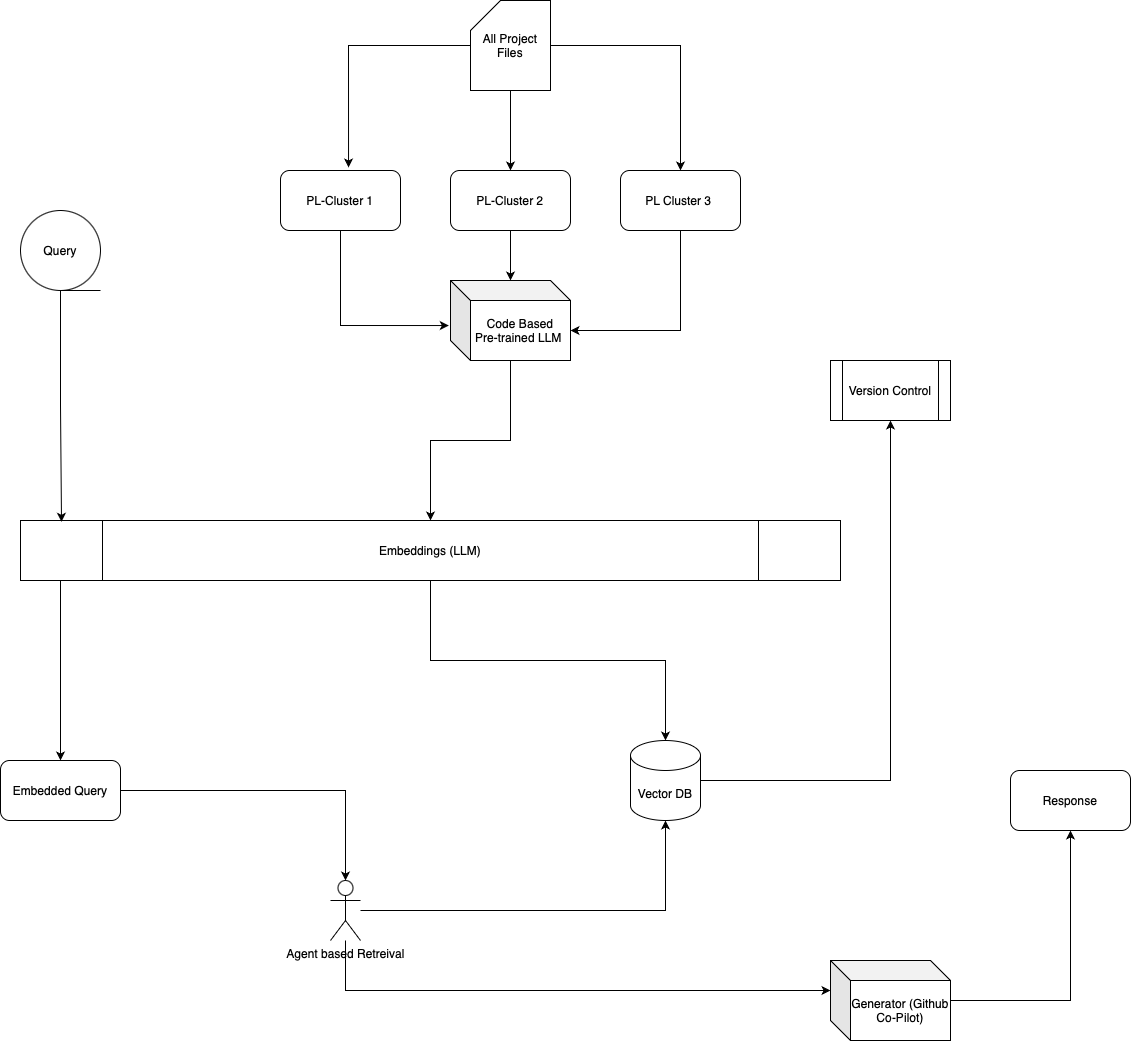 All Project
Files
PL-Cluster 1
PL-Cluster 2
PL Cluster 3
Query
Code Based
Pre-trained LLM
Version Control
Embeddings (LLM)
Embedded Query
Vector DB
Response
Agent based Retreival
Generator (Github
Co-Pilot)